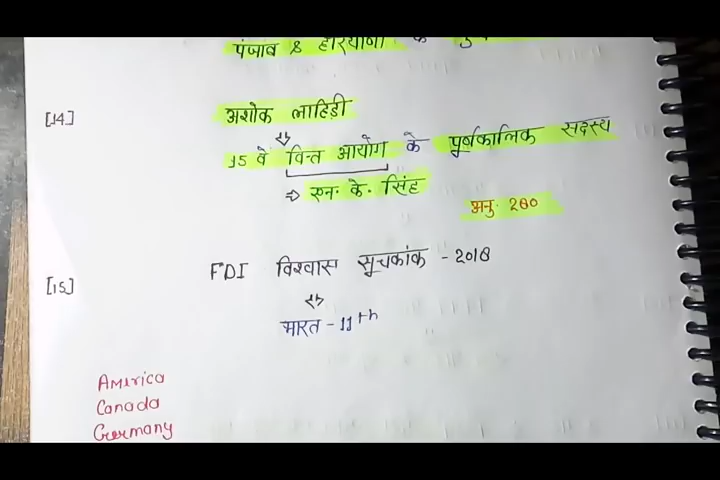 पंजाब & हरियाणा के
[14]
अशोक लाहिडी
15 वें वित्त आयोग के पूर्णकालिक सदस्य
⇒ एन. के. सिंह
अनु. 280
[15]
FDI विश्वास सूचकांक - 2018
भारत - 11th
America
Canada
Germany